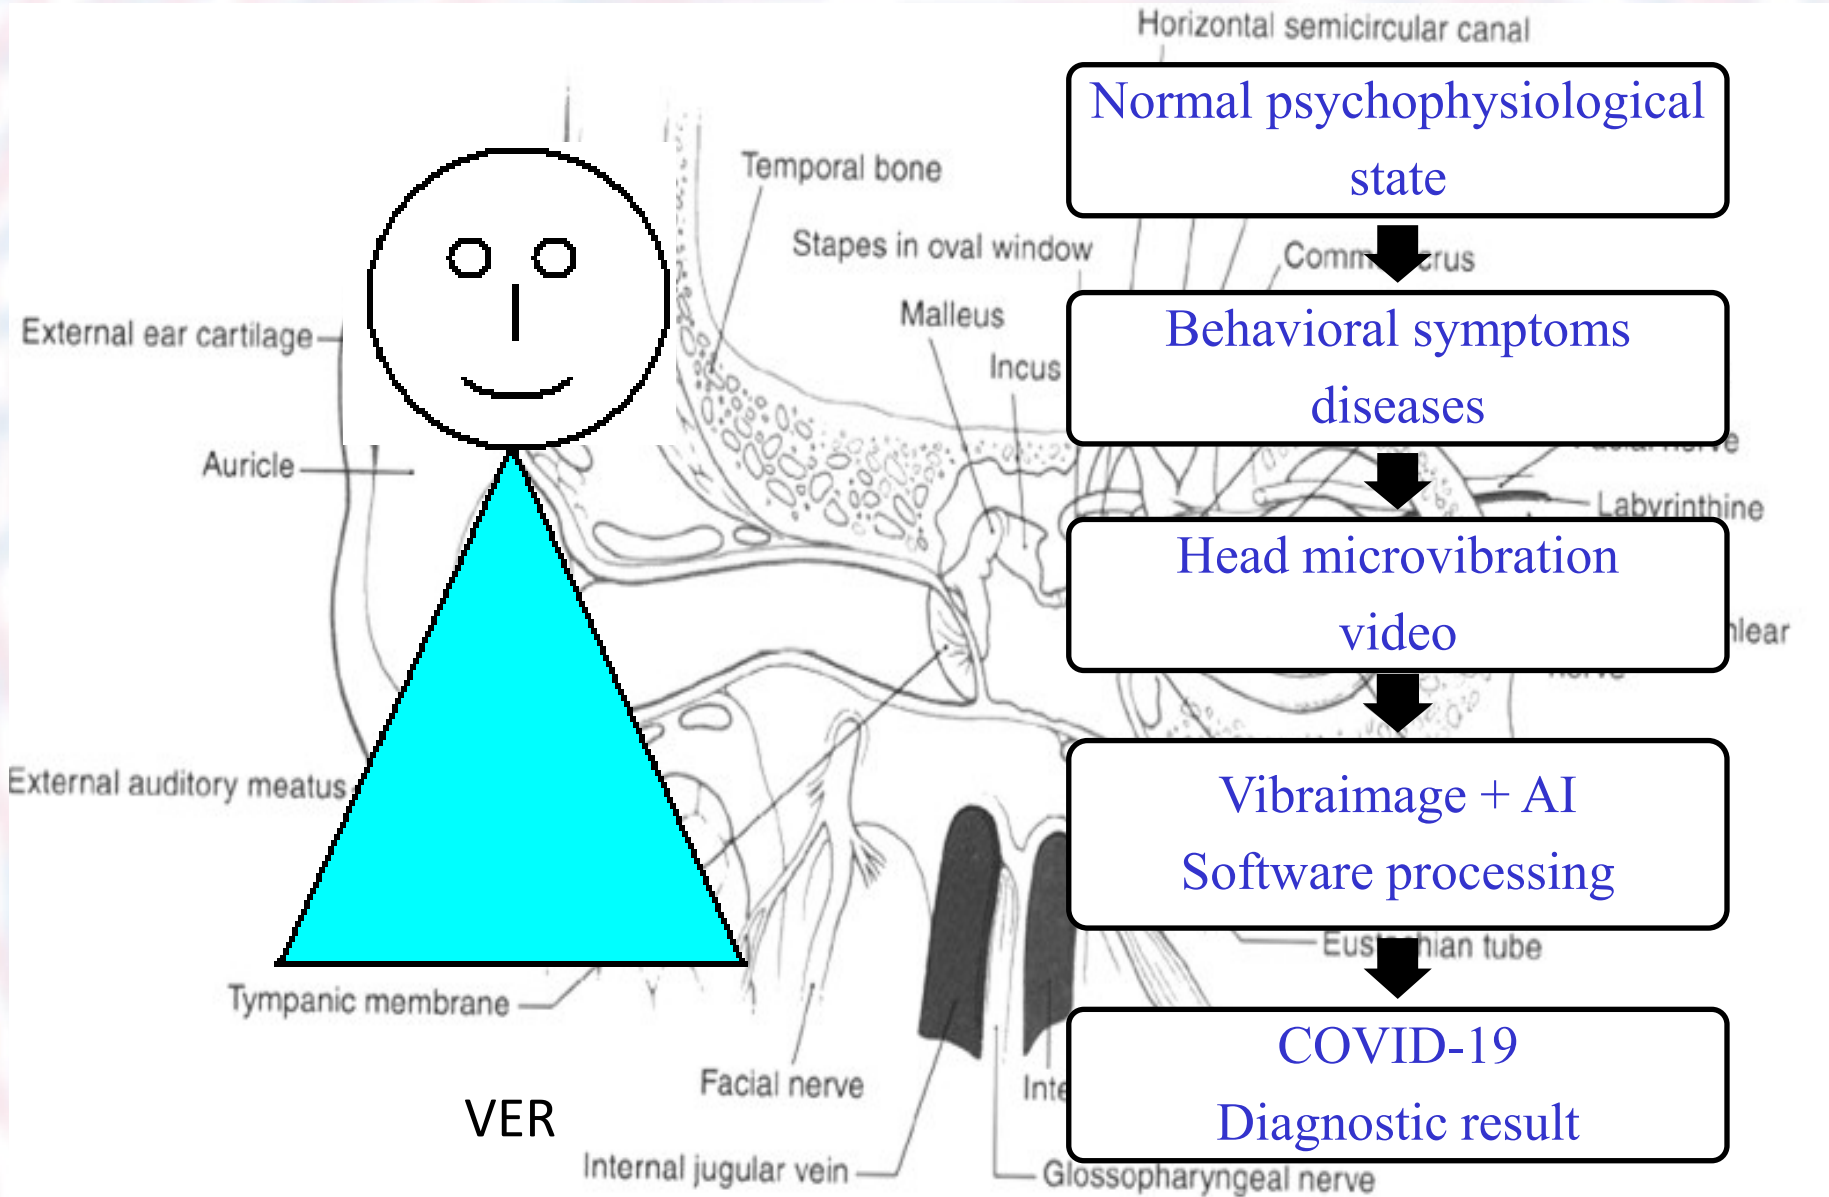 Horizontal semicircular canal
Normal psychophysiological
state
Temporal bone
Stapes in oval window
Malleus
Incus
External ear cartilage
Auricle
Behavioral symptoms
diseases
Labyrinthine
Head microvibration
video
External auditory meatus
Vibraimage + AI
Software processing
Tympanic membrane
Eustachian tube
Facial nerve
COVID-19
Diagnostic result
VER
Internal jugular vein
Glossopharyngeal nerve